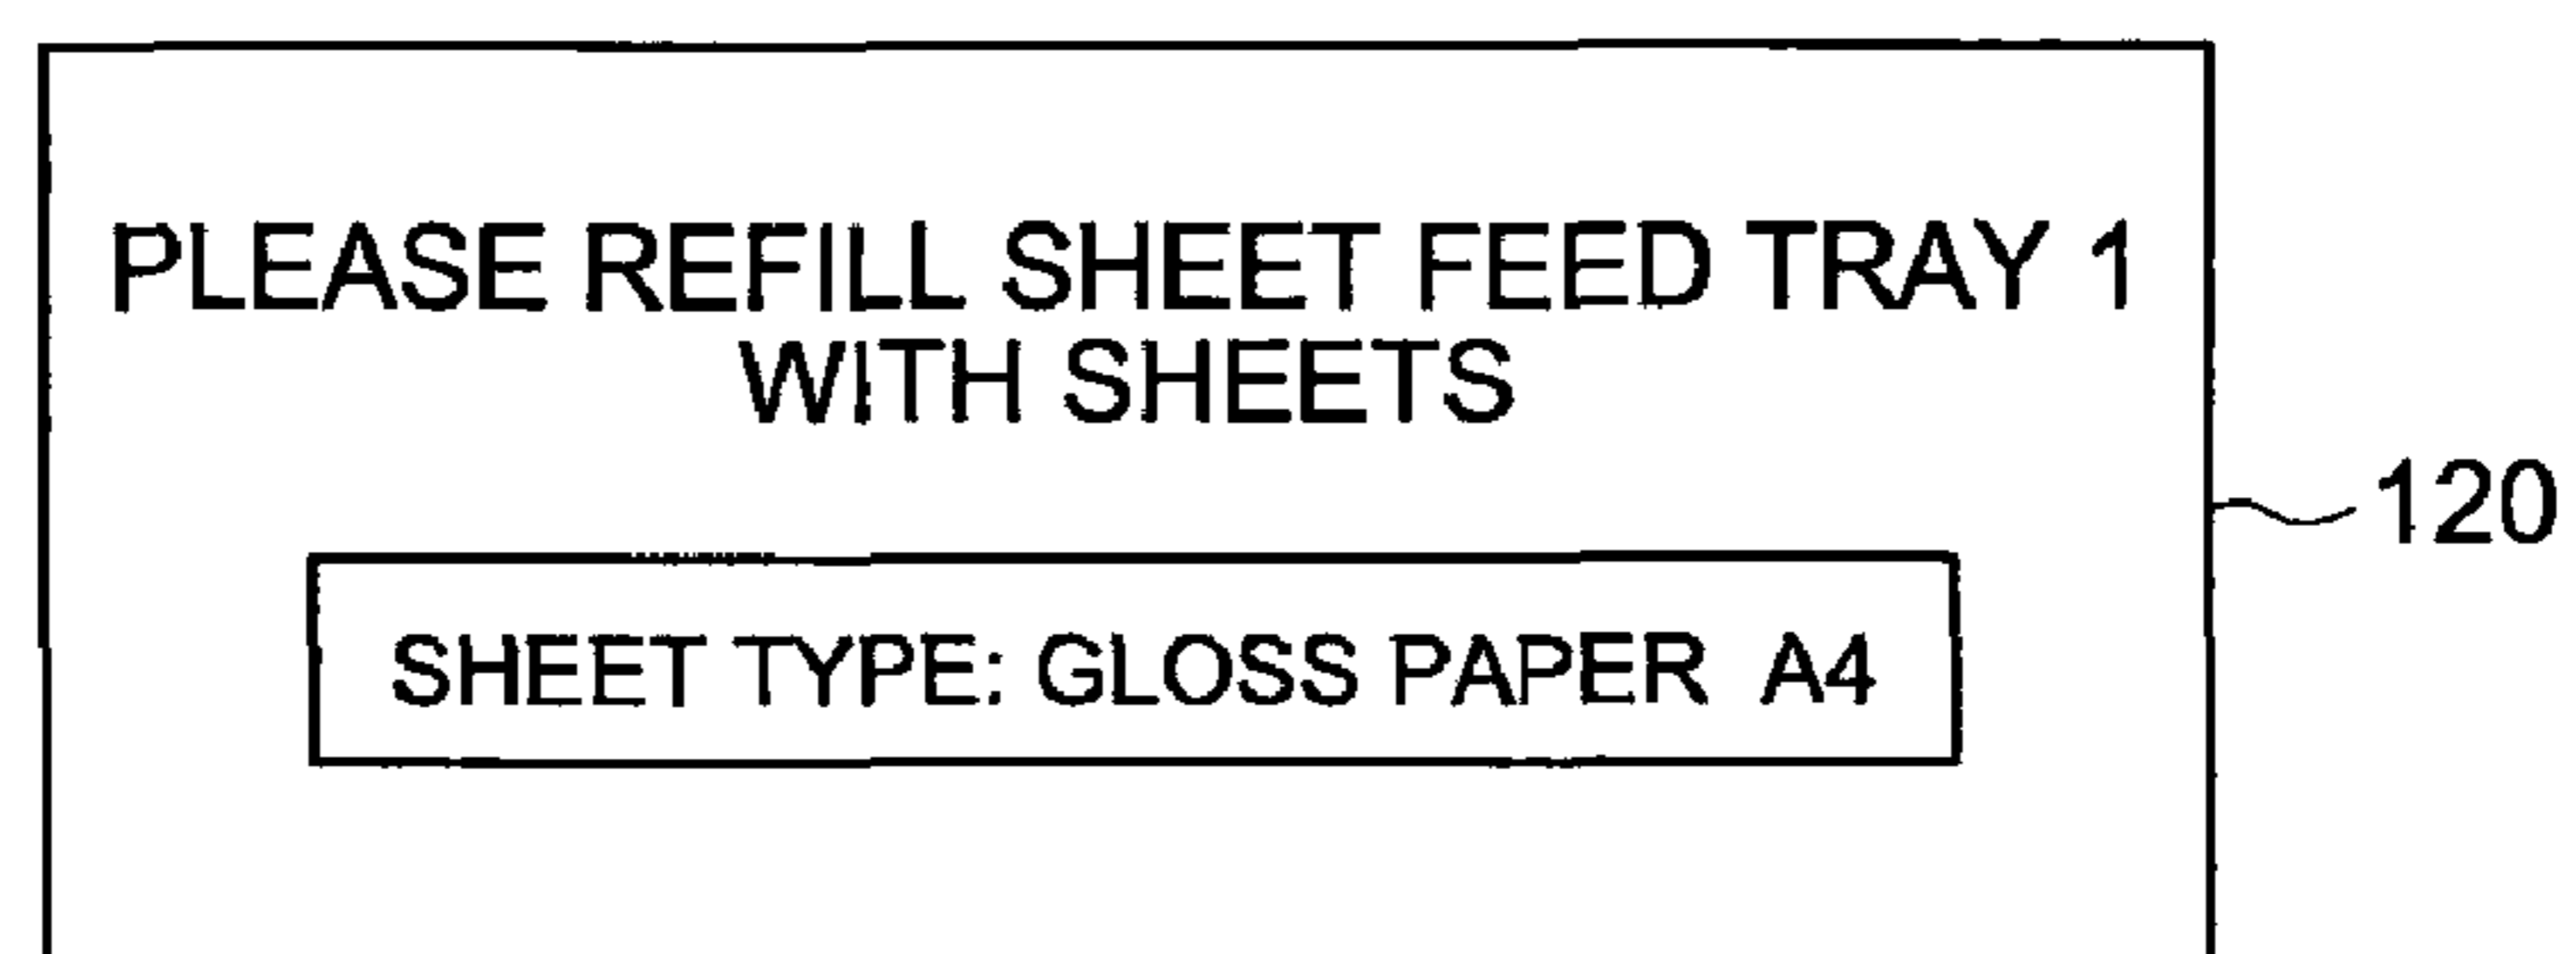 PLEASE REFILL SHEET FEED TRAY 1
WITH SHEETS
120
SHEET TYPE: GLOSS PAPER A4